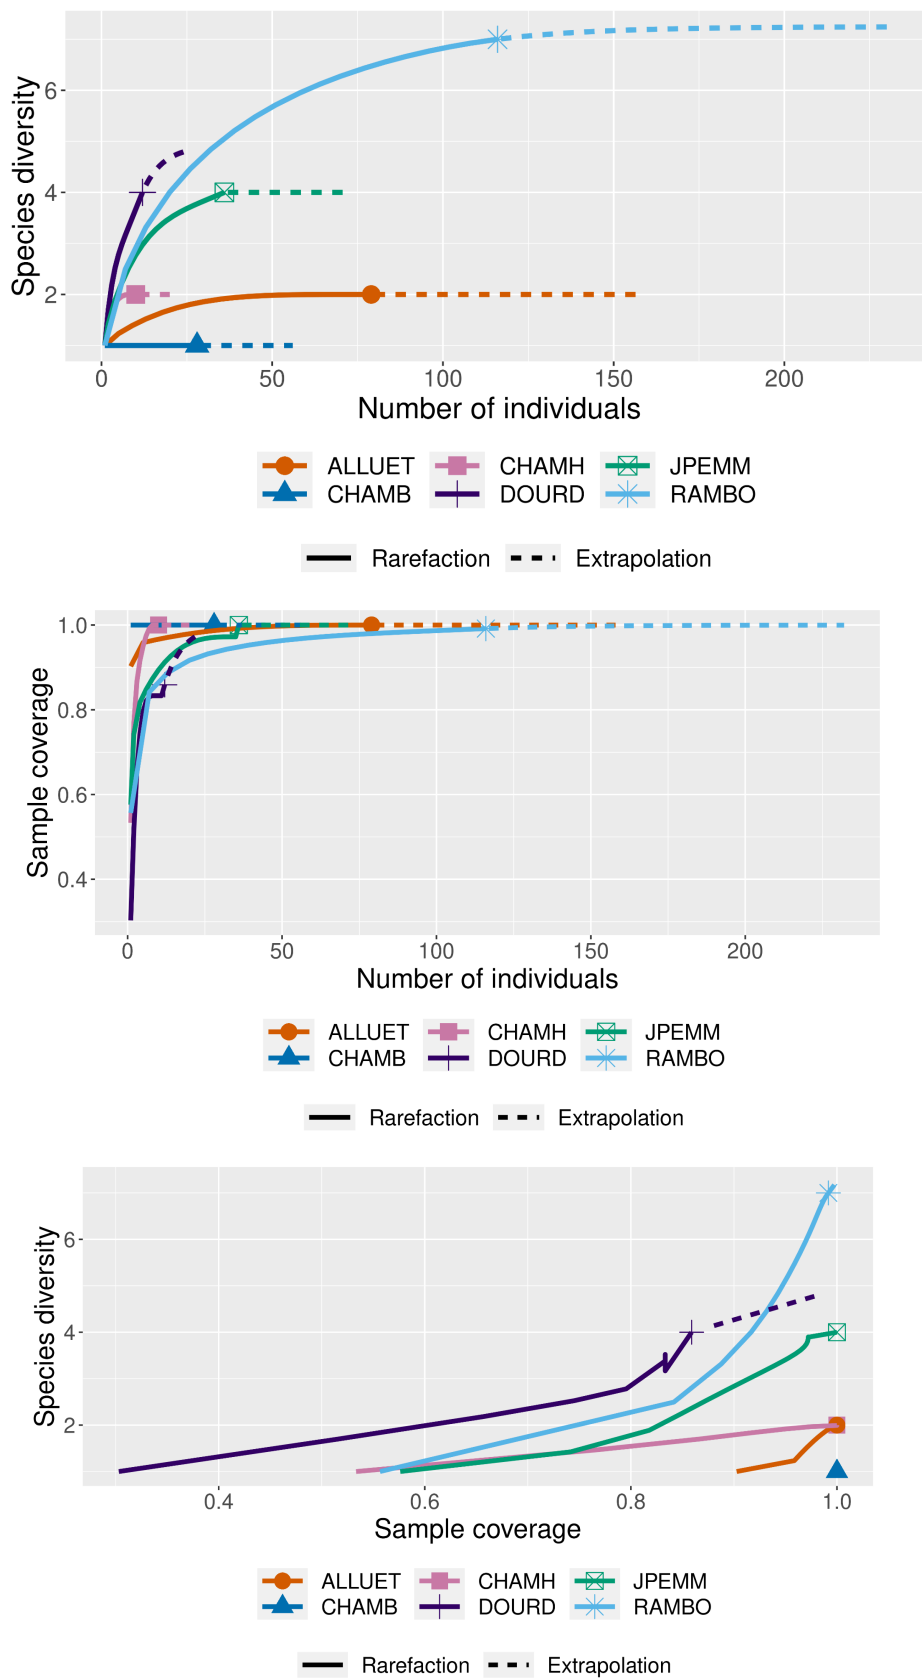 Species diversity
6
4
2
0 50 100 150 200
Number of individuals
ALLUET CHAMH JPEMM
CHAMB DOURD RAMBO
Rarefaction Extrapolation
Sample coverage
1.0
0.8
0.6
0.4
0 50 100 150 200
Number of individuals
ALLUET CHAMH JPEMM
CHAMB DOURD RAMBO
Rarefaction Extrapolation
Species diversity
6
4
2
0.4 0.6 0.8 1.0
Sample coverage
ALLUET CHAMH JPEMM
CHAMB DOURD RAMBO
Rarefaction Extrapolation